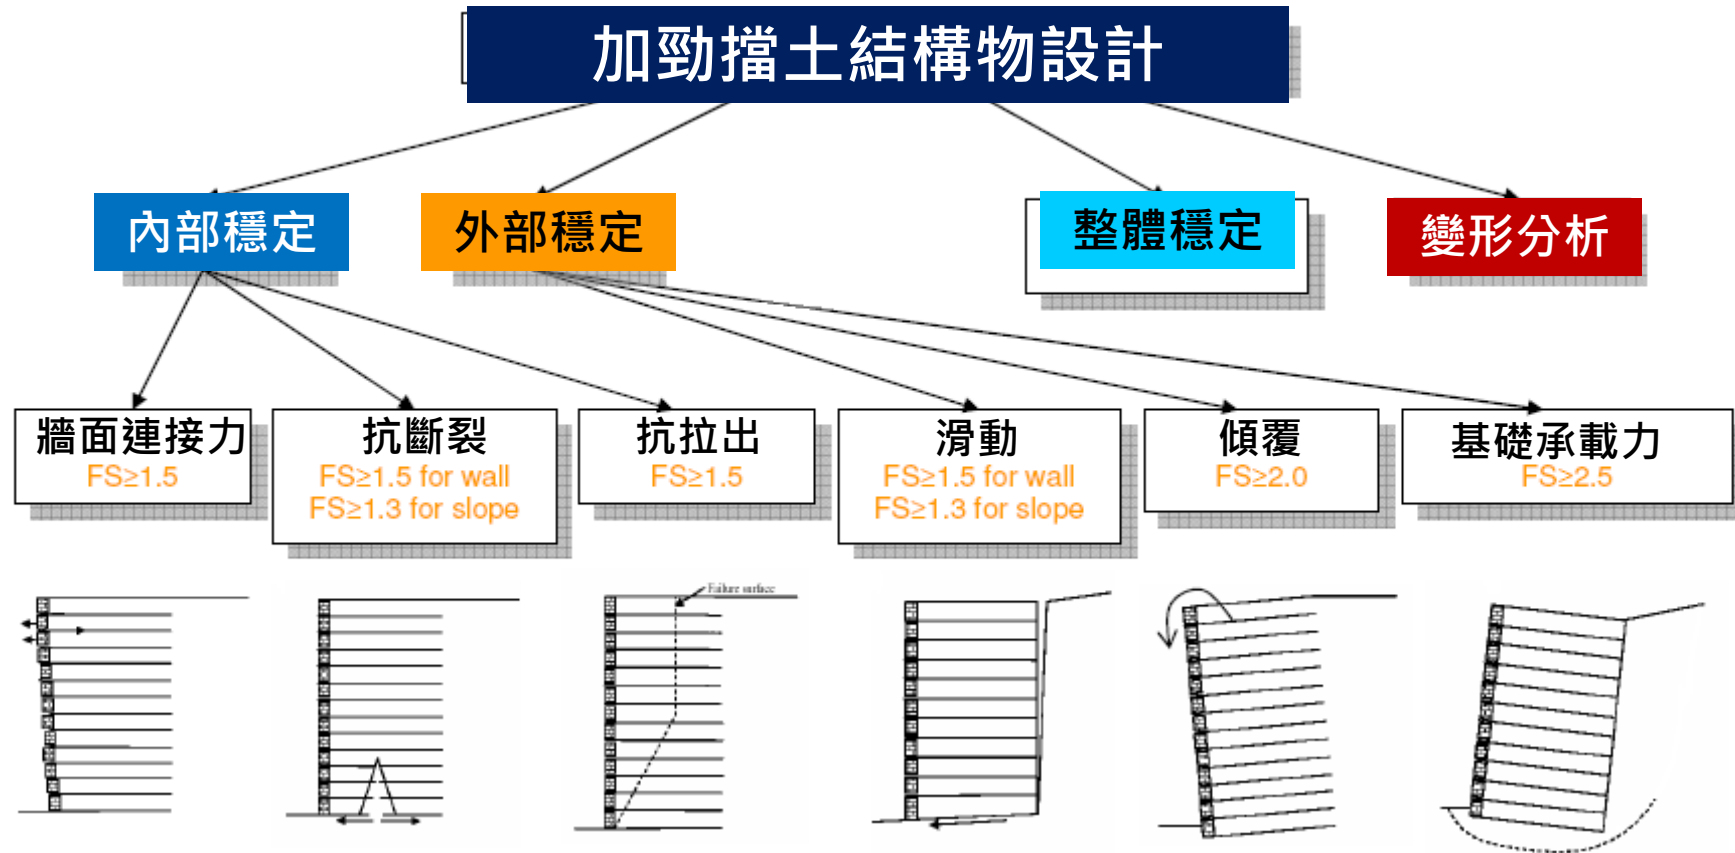 加勁擋土結構物設計
內部穩定
外部穩定
整體穩定
變形分析
牆面連接力
FS≥1.5
抗斷裂
FS≥1.5 for wall
FS≥1.3 for slope
抗拉出
FS≥1.5
滑動
FS≥1.5 for wall
FS≥1.3 for slope
傾覆
FS≥2.0
基礎承載力
FS≥2.5
Failure surface